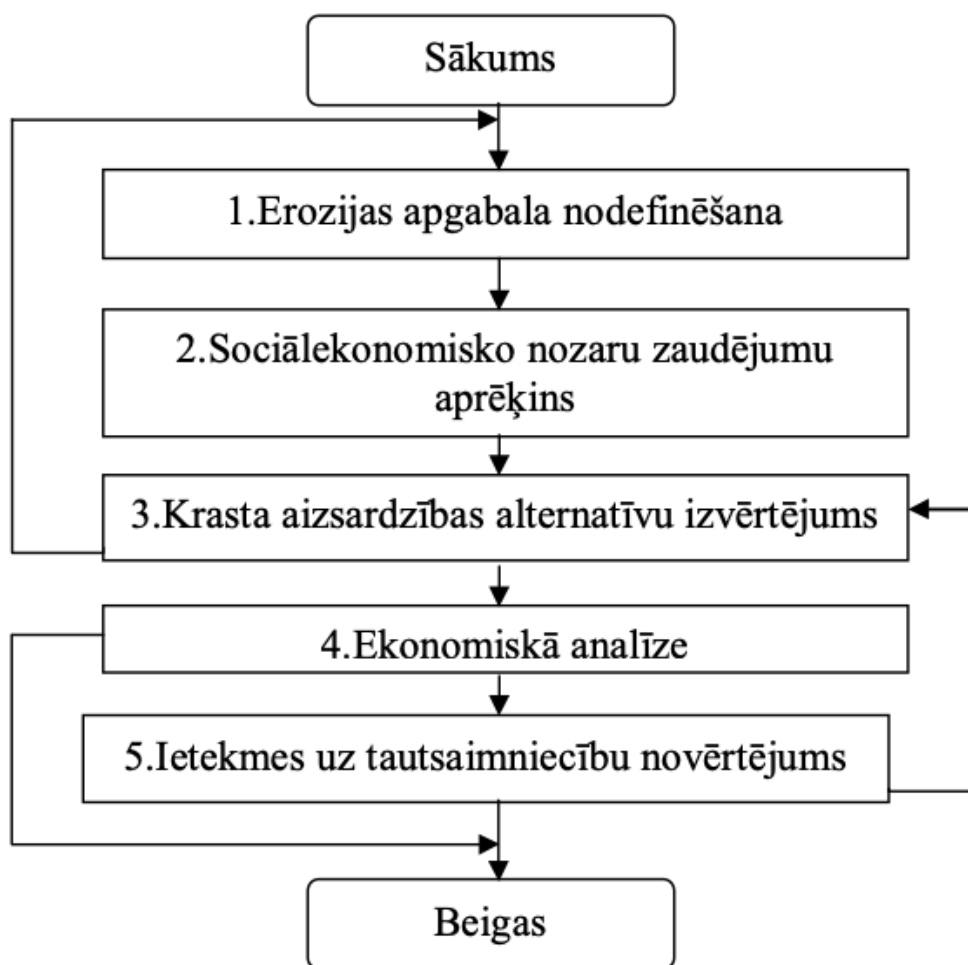 Sākums
1.Erozijas apgabala nodefinēšana
2.Sociālekonomisko nozaru zaudējumu
aprēķins
3.Krasta aizsardzības alternatīvu izvērtējums
4.Ekonomiskā analīze
5.Ietekmes uz tautsaimniecību novērtējums
Beigas